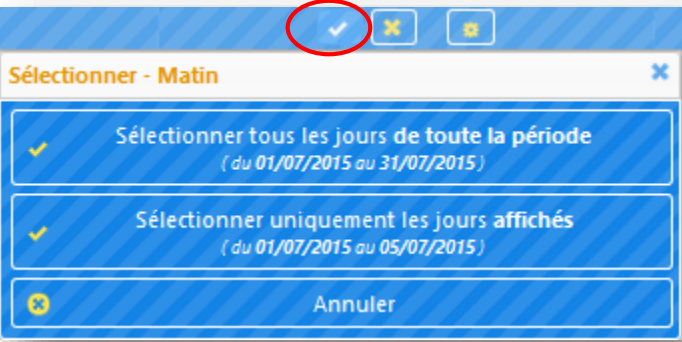 Sélectionner - Matin
Sélectionner tous les jours de toute la période
( du 01/07/2015 au 31/07/2015 )
Sélectionner uniquement les jours affichés
( du 01/07/2015 au 05/07/2015 )
Annuler